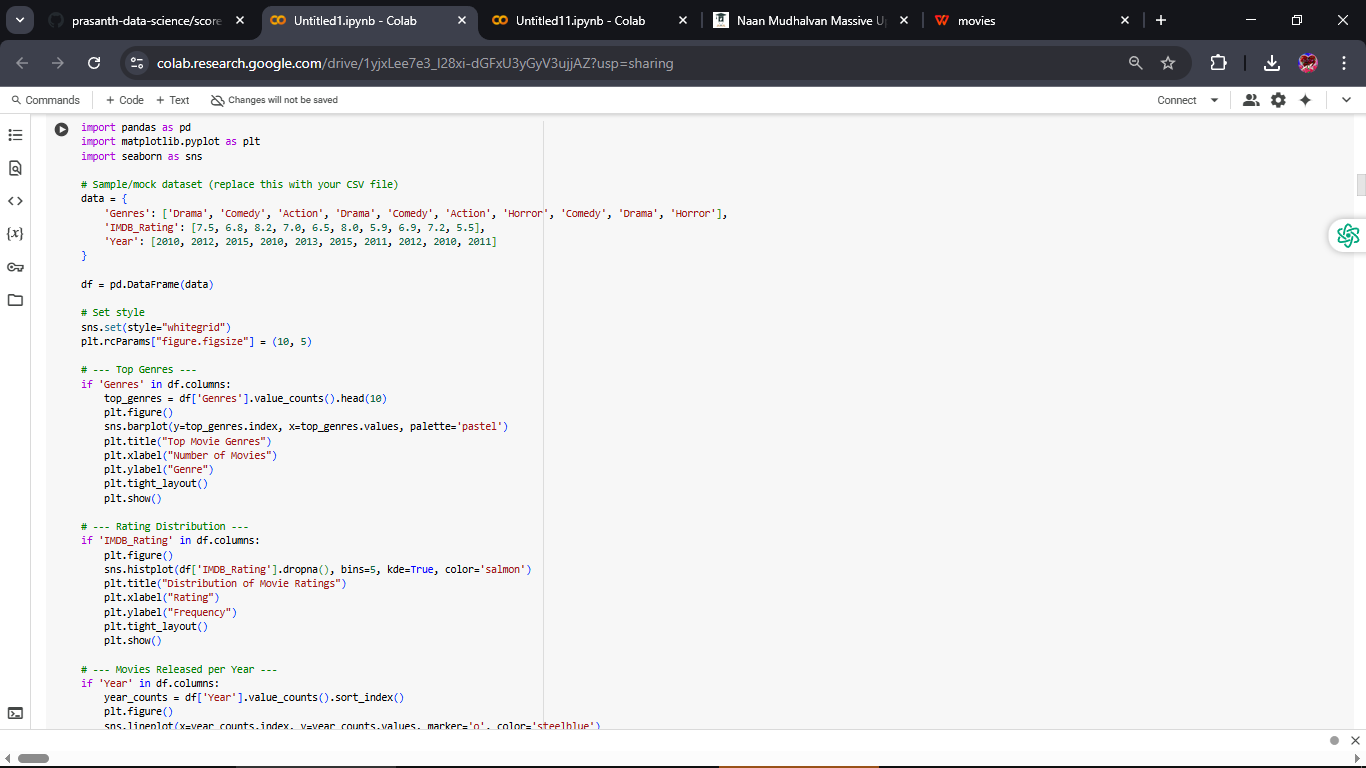 prasanth-data-science/score
Untitled1.ipynb - Colab
Untitled11.ipynb - Colab
Naan Mudhalvan Massive U
movies
colab.research.google.com/drive/1yjxLee7e3_l28xi-dGFxU3yGyV3ujjAZ?usp=sharing
Commands
+ Code
+ Text
Changes will not be saved
Connect
import pandas as pd
import matplotlib.pyplot as plt
import seaborn as sns
# Sample/mock dataset (replace this with your CSV file)
data = {
'Genres': ['Drama', 'Comedy', 'Action', 'Drama', 'Comedy', 'Action', 'Horror', 'Comedy', 'Drama', 'Horror'],
'IMDB_Rating': [7.5, 6.8, 8.2, 7.0, 6.5, 8.0, 5.9, 6.9, 7.2, 5.5],
'Year': [2010, 2012, 2015, 2010, 2013, 2015, 2011, 2012, 2010, 2011]
}
df = pd.DataFrame(data)
# Set style
sns.set(style="whitegrid")
plt.rcParams["figure.figsize"] = (10, 5)
# --- Top Genres ---
if 'Genres' in df.columns:
top_genres = df['Genres'].value_counts().head(10)
plt.figure()
sns.barplot(y=top_genres.index, x=top_genres.values, palette='pastel')
plt.title("Top Movie Genres")
plt.xlabel("Number of Movies")
plt.ylabel("Genre")
plt.tight_layout()
plt.show()
# --- Rating Distribution ---
if 'IMDB_Rating' in df.columns:
plt.figure()
sns.histplot(df['IMDB_Rating'].dropna(), bins=5, kde=True, color='salmon')
plt.title("Distribution of Movie Ratings")
plt.xlabel("Rating")
plt.ylabel("Frequency")
plt.tight_layout()
plt.show()
# --- Movies Released per Year ---
if 'Year' in df.columns:
year_counts = df['Year'].value_counts().sort_index()
plt.figure()
sns.lineplot(x=year_counts.index, y=year_counts.values, marker='o', color='steelblue')